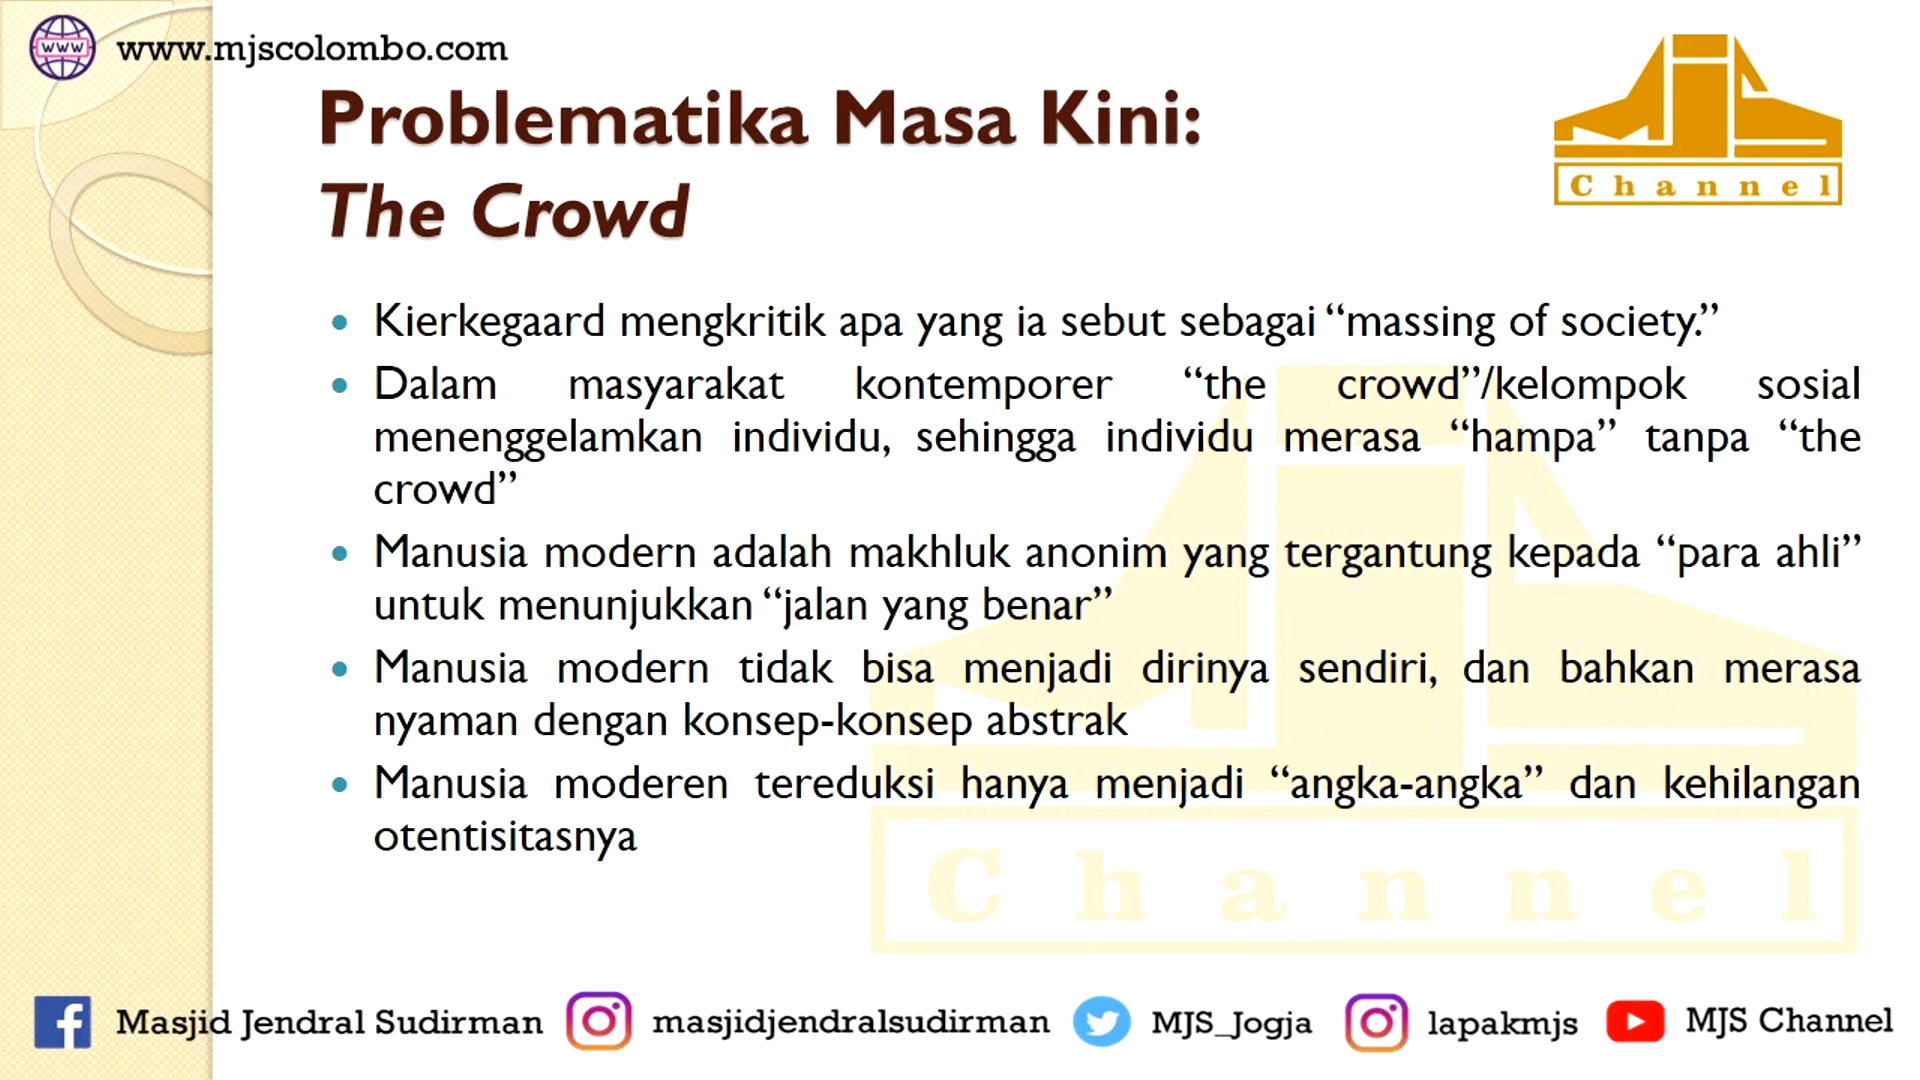 www.mjscolombo.com
Problematika Masa Kini:
The Crowd
MJS
Channel
• Kierkegaard mengkritik apa yang ia sebut sebagai “massing of society.”
• Dalam masyarakat kontemporer “the crowd”/kelompok sosial
menenggelamkan individu, sehingga individu merasa “hampa” tanpa “the
crowd”
• Manusia modern adalah makhluk anonim yang tergantung kepada “para ahli”
untuk menunjukkan “jalan yang benar”
• Manusia modern tidak bisa menjadi dirinya sendiri, dan bahkan merasa
nyaman dengan konsep-konsep abstrak
• Manusia moderen tereduksi hanya menjadi “angka-angka” dan kehilangan
otentisitasnya
Channel
Masjid Jendral Sudirman masjidjendralsudirman MJS_Jogja lapakmjs MJS Channel